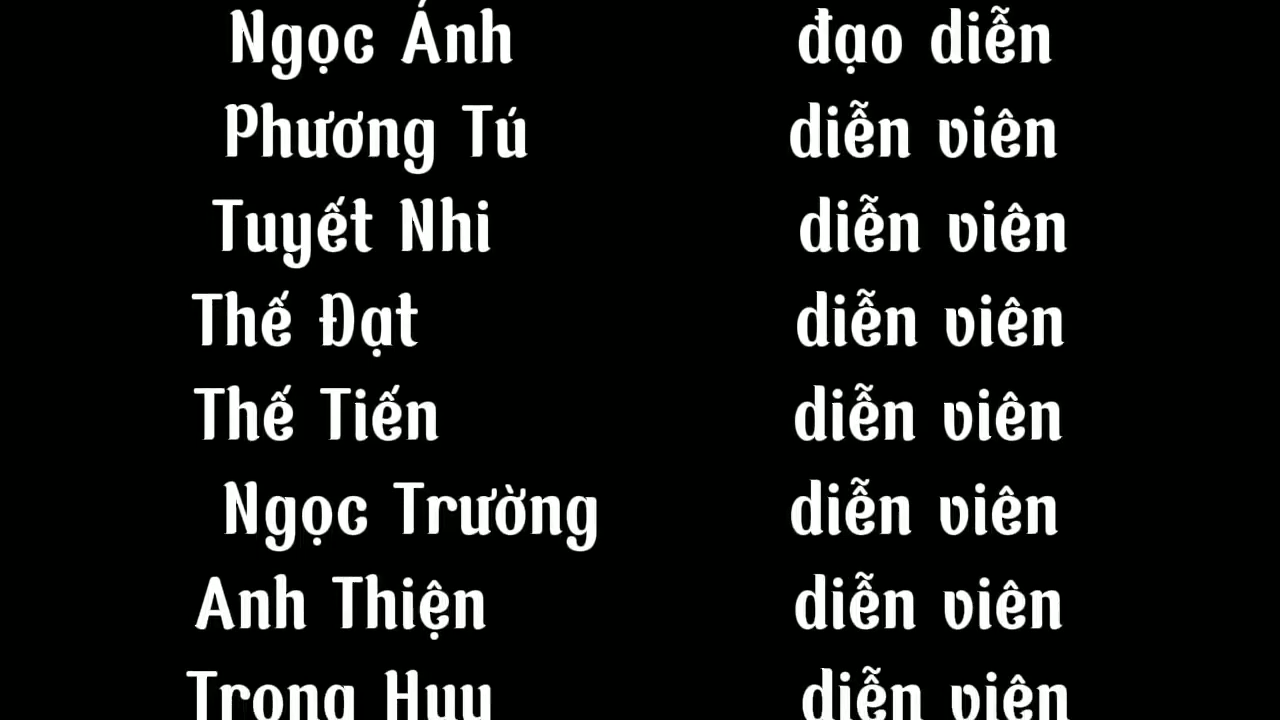 Ngọc Ánh đạo diễn
Phương Tú diễn viên
Tuyết Nhi diễn viên
Thế Đạt diễn viên
Thế Tiến diễn viên
Ngọc Trường diễn viên
Anh Thiện diễn viên
Trọng Huy diễn viên